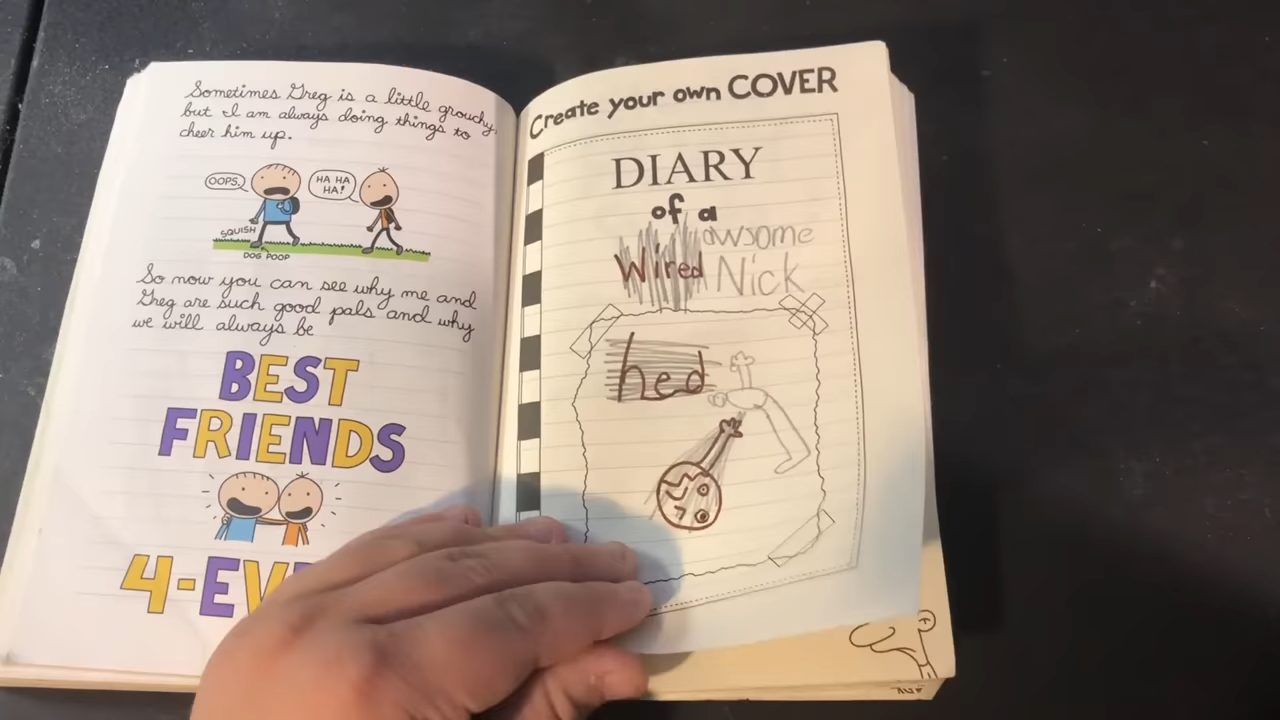 Sometimes Greg is a little grouchy,
but I am always doing things to
cheer him up.
OOPS.
HA HA
HA!
SQUISH
DOG POOP
So now you can see why me and
Greg are such good pals and why
we will always be
BEST
FRIENDS
Create your own COVER
DIARY
of a
awsome
Wired Nick
hed